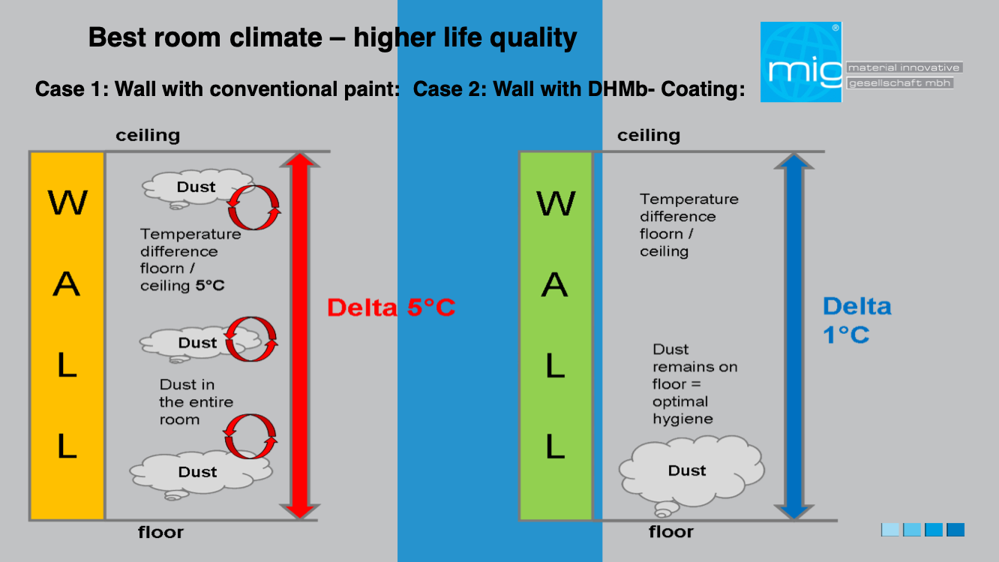 Best room climate – higher life quality
mig®
material innovative
gesellschaft mbh
Case 1: Wall with conventional paint:
Case 2: Wall with DHMb- Coating:
ceiling
W
A
L
L
Dust
Temperature
difference
floorn /
ceiling 5°C
Dust
Dust in
the entire
room
Dust
Delta 5°C
floor
ceiling
W
A
L
L
Temperature
difference
floorn /
ceiling
Dust
remains on
floor =
optimal
hygiene
Dust
Delta
1°C
floor